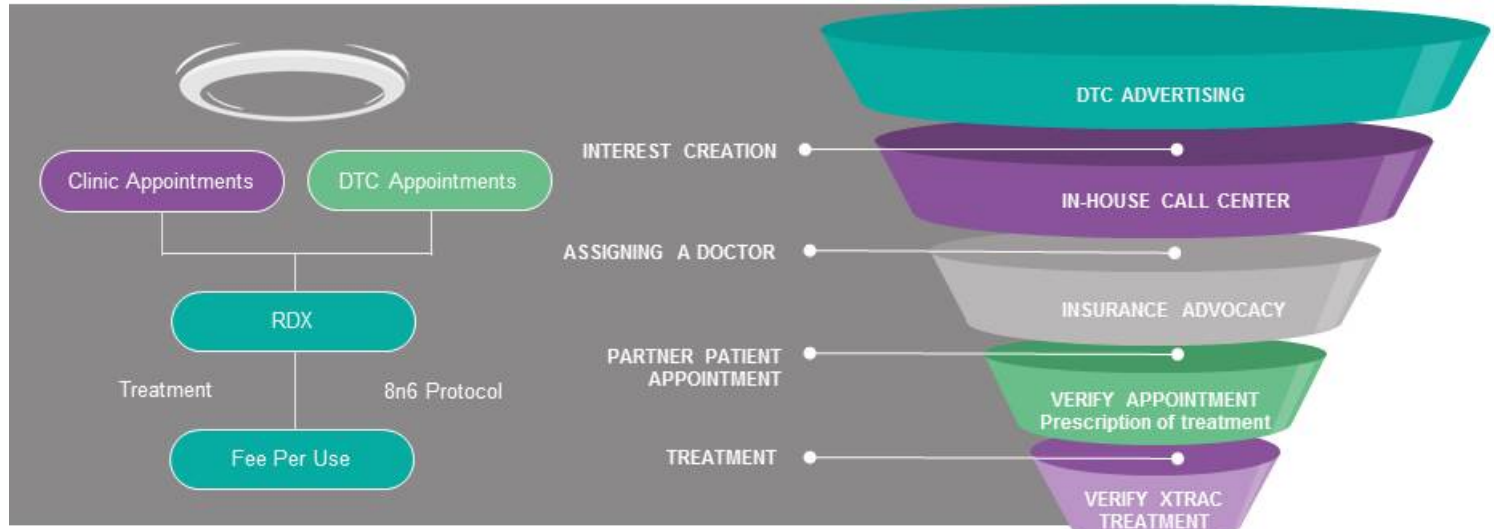 Clinic Appointments
DTC Appointments
RDX
Treatment
8n6 Protocol
Fee Per Use
INTEREST CREATION
ASSIGNING A DOCTOR
PARTNER PATIENT
APPOINTMENT
TREATMENT
DTC ADVERTISING
IN-HOUSE CALL CENTER
INSURANCE ADVOCACY
VERIFY APPOINTMENT
Prescription of treatment
VERIFY XTRAC
TREATMENT